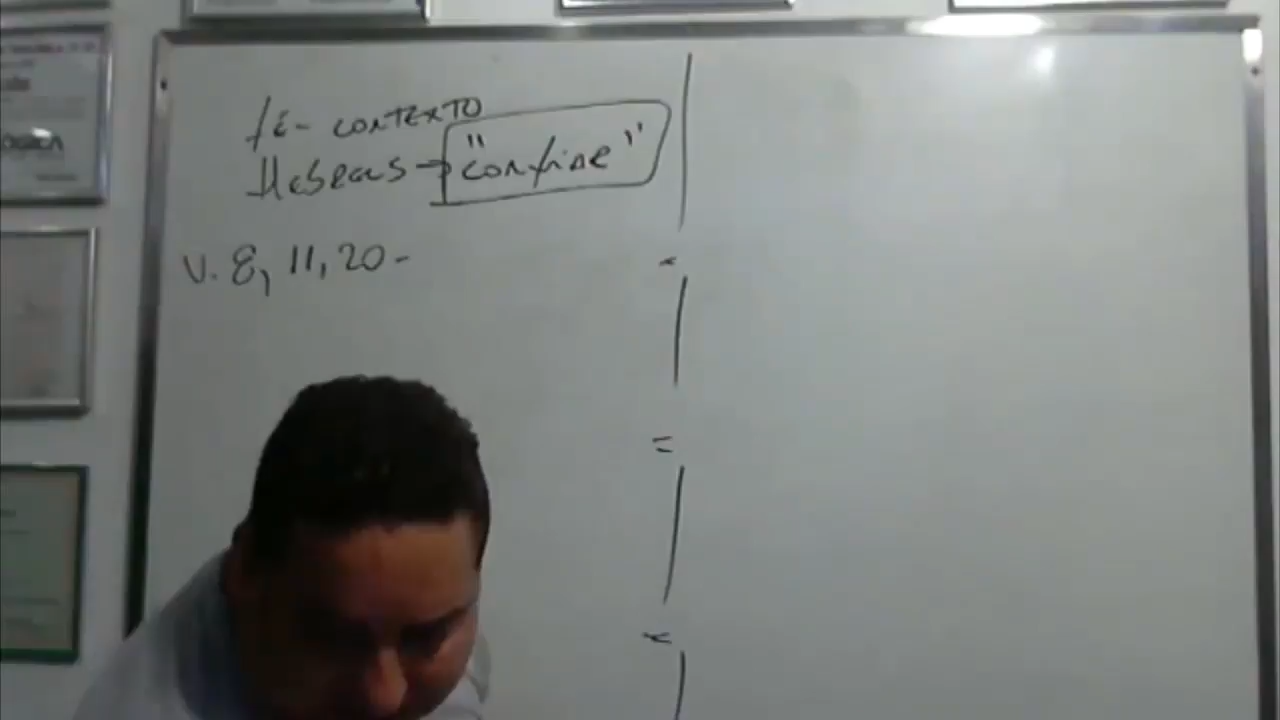 fé - CONTEXTO
Hebreus → "confiar"
V. 8, 11, 20 -